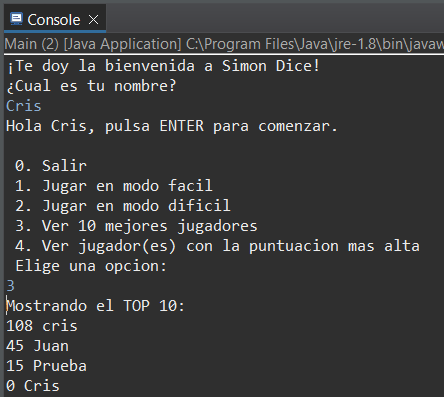 Console
Main (2) [Java Application] C:\Program Files\Java\jre-1.8\bin\javaw
¡Te doy la bienvenida a Simon Dice!
¿Cual es tu nombre?
Cris
Hola Cris, pulsa ENTER para comenzar.
0. Salir
1. Jugar en modo facil
2. Jugar en modo dificil
3. Ver 10 mejores jugadores
4. Ver jugador(es) con la puntuacion mas alta
Elige una opcion:
3
Mostrando el TOP 10:
108 cris
45 Juan
15 Prueba
0 Cris